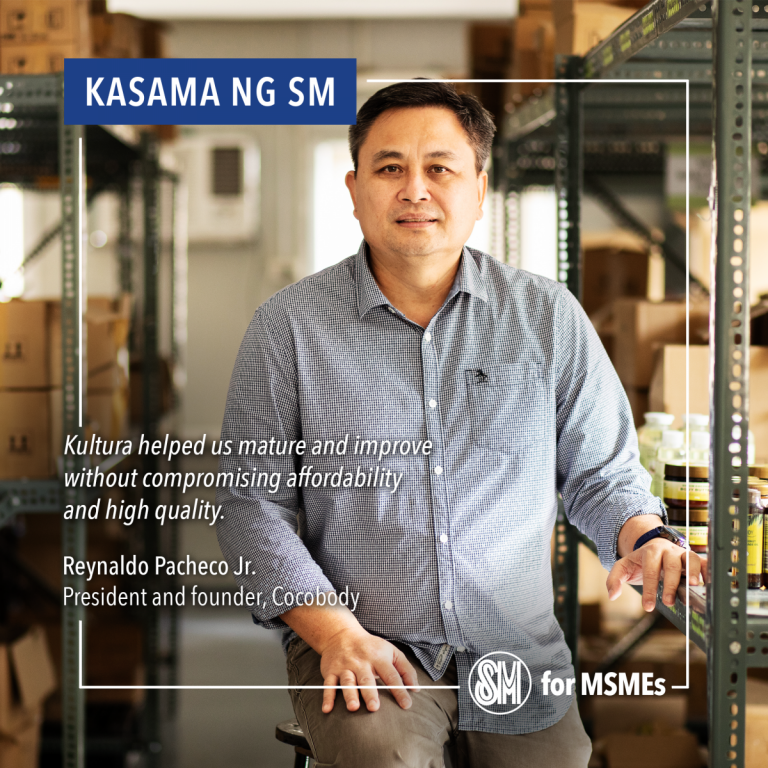 KASAMA NG SM
Kultura helped us mature and improve
without compromising affordability
and high quality.
Reynaldo Pacheco Jr.
President and founder, Cocobody
SM for MSMEs